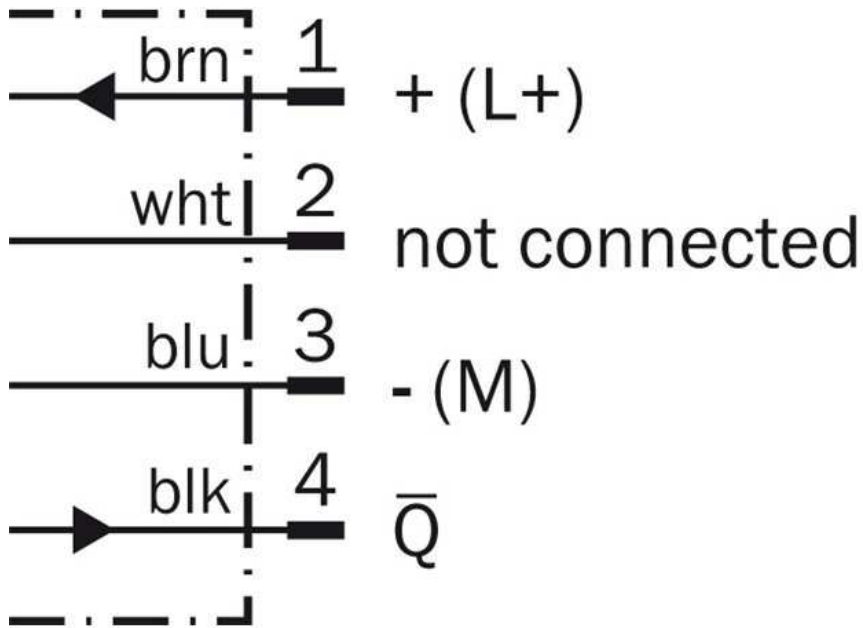 brn 1 + (L+)
wht 2 not connected
blu 3 - (M)
blk 4 Q̅